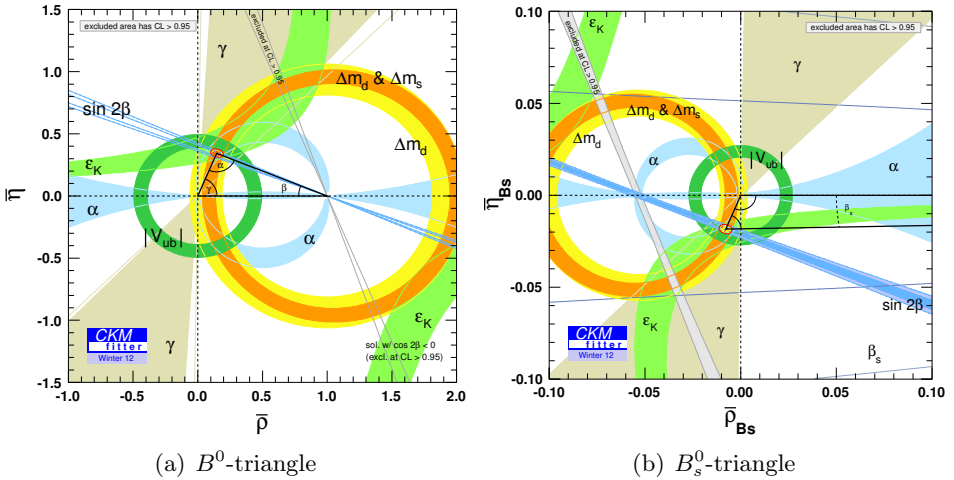 excluded area has CL > 0.95
excluded at CL > 0.95
γ
Δm_d & Δm_s
Δm_d
sin 2β
ε_K
α
α
β
γ
α
|V_ub|
ε_K
γ
sol. w/ cos 2β < 0
(excl. at CL > 0.95)
CKM
fitter
Winter 12
η̄
1.5
1.0
0.5
0.0
-0.5
-1.0
-1.5
-1.0 -0.5 0.0 0.5 1.0 1.5 2.0
ρ̄
(a) B⁰-triangle
excluded area has CL > 0.95
excluded at CL > 0.95
ε_K
γ
Δm_d & Δm_s
Δm_d
α
|V_ub|
α
β_s
sin 2β
ε_K
γ
β_s
CKM
fitter
Winter 12
η̄_Bs
0.10
0.05
0.00
-0.05
-0.10
-0.10 -0.05 0.00 0.05 0.10
ρ̄_Bs
(b) B_s⁰-triangle